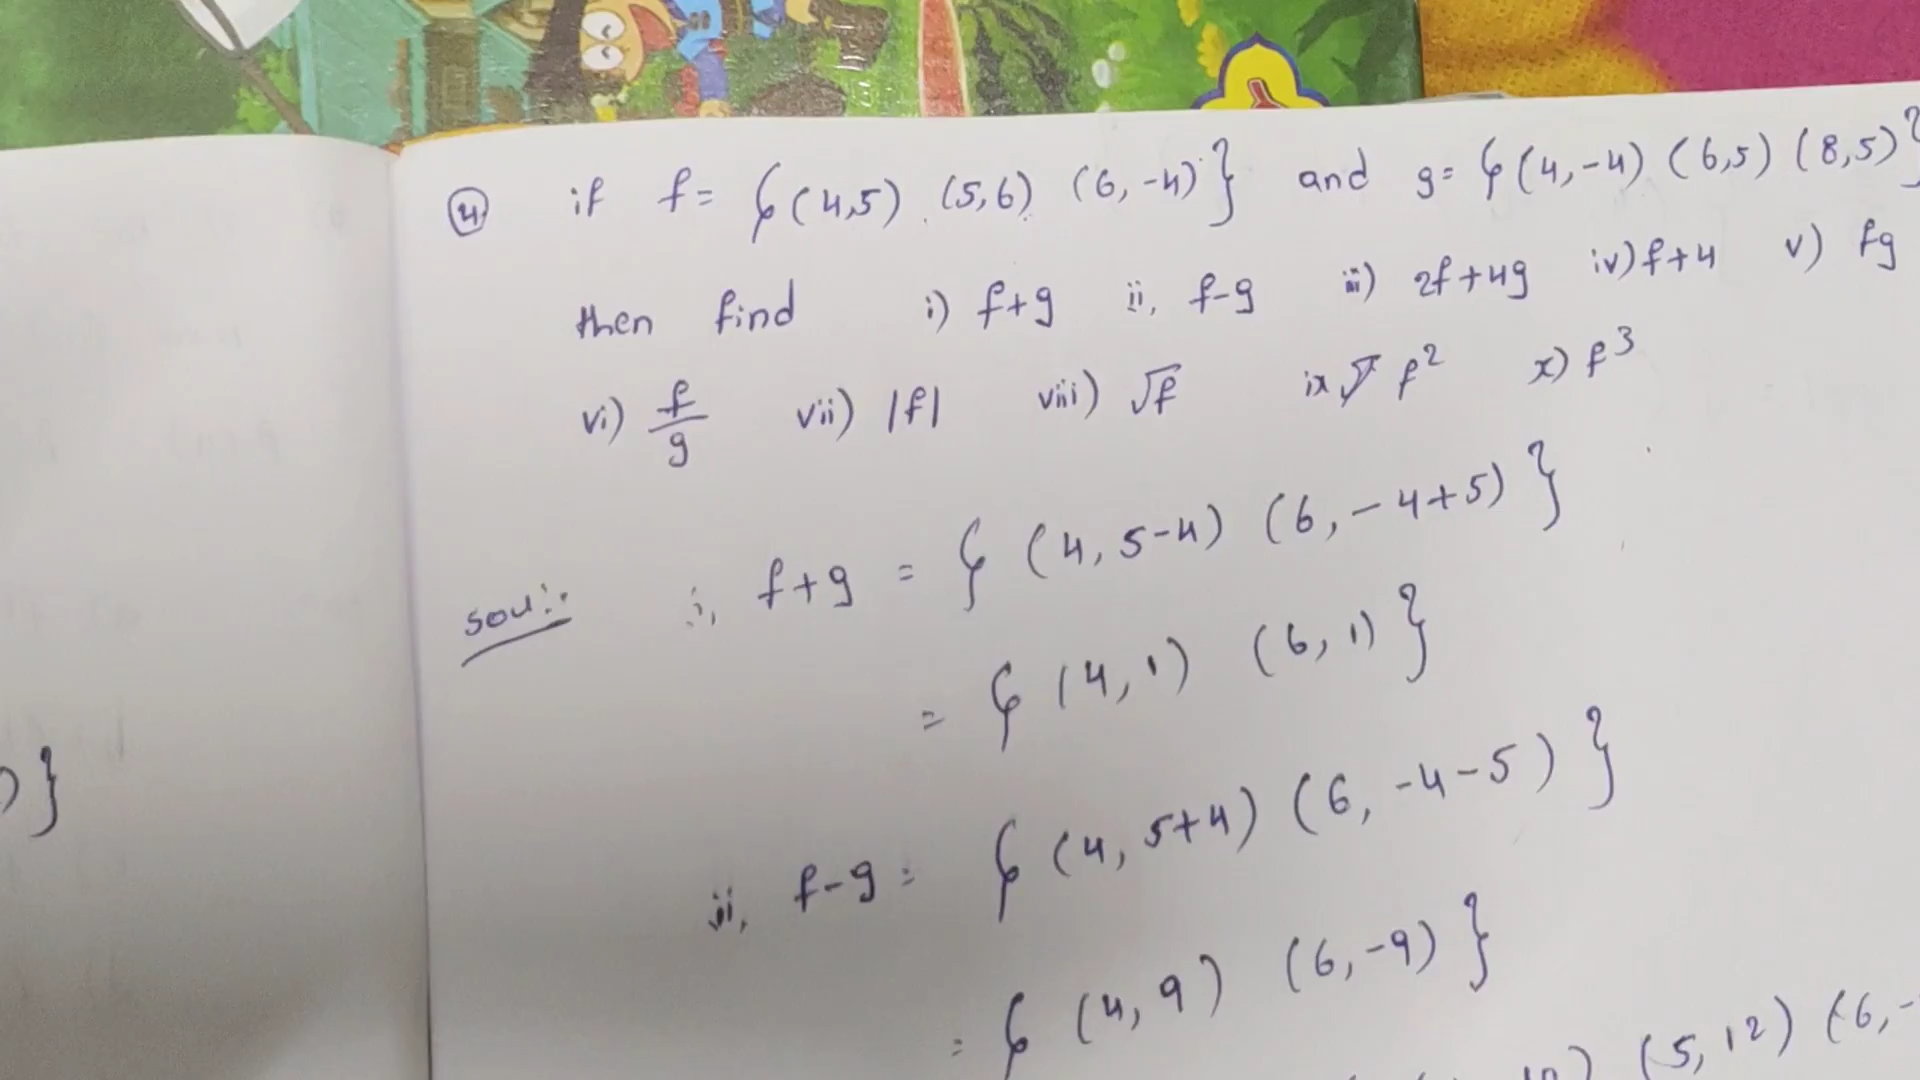 ④ if f= {(4,5) (5,6) (6,-4)} and g= {(4,-4) (6,5) (8,5)}
then find i) f+g ii, f-g iii) 2f+4g iv) f+4 v) fg
vi) f/g vii) |f| viii) √f ix) f² x) f³
i, f+g = { (4, 5-4) (6, -4+5) }
= { (4,1) (6,1) }
ii, f-g = { (4, 5+4) (6, -4-5) }
= { (4,9) (6,-9) }
(5,12) (6,-
)}